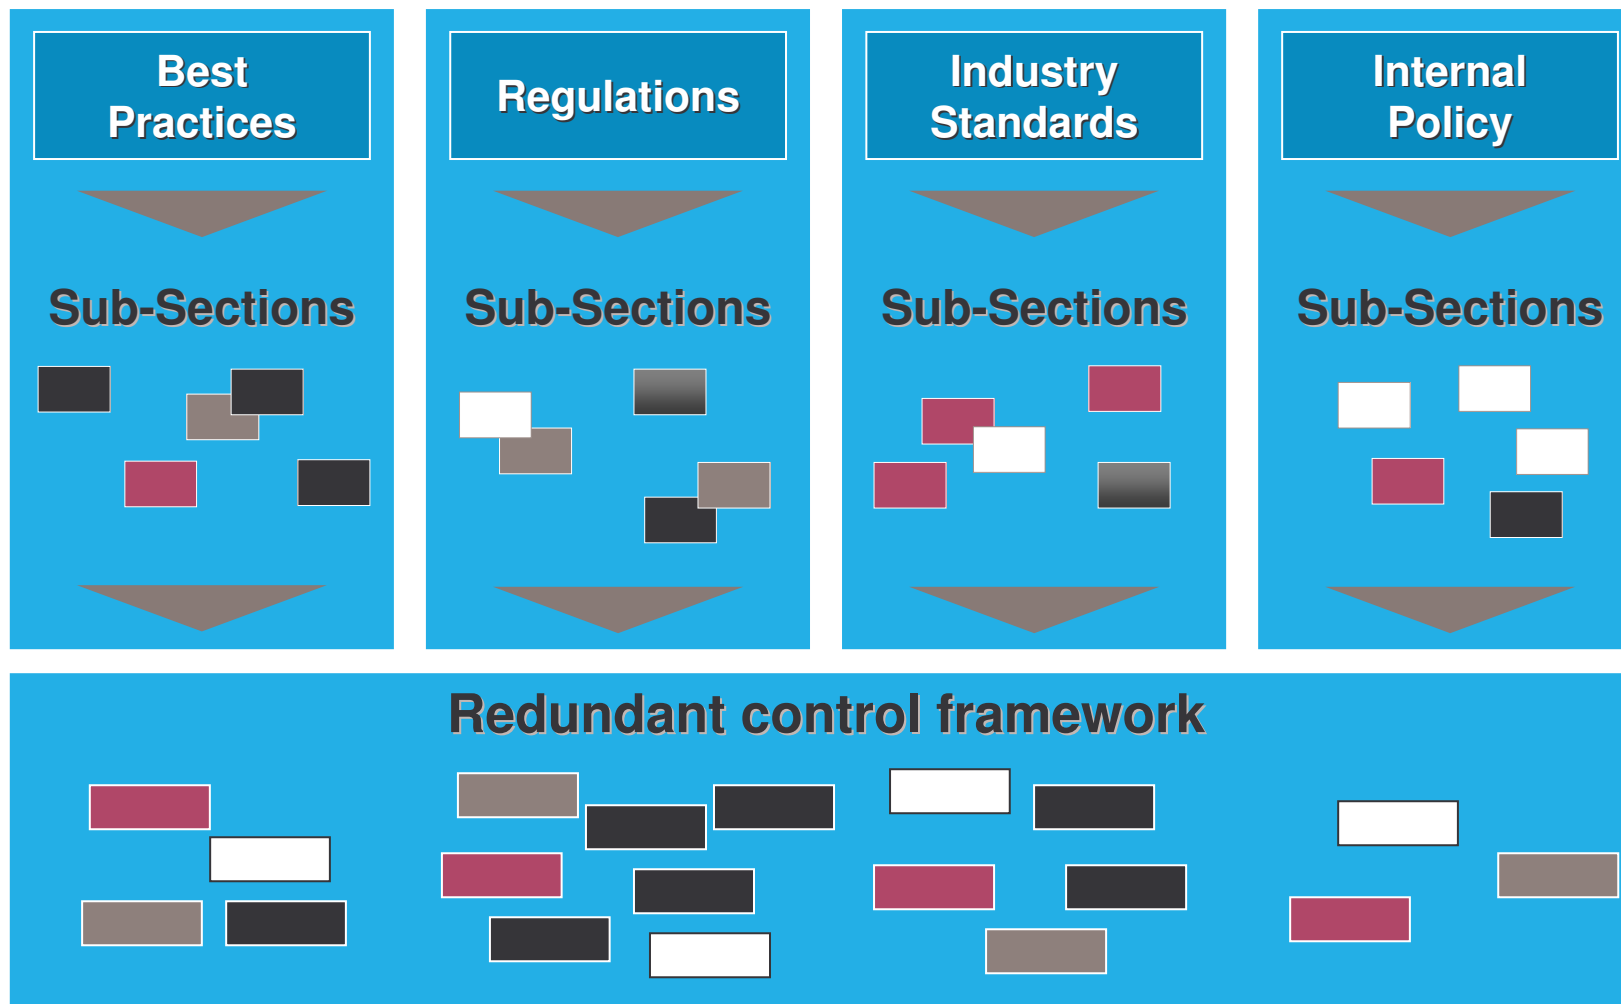 Best
Practices
Regulations
Industry
Standards
Internal
Policy
Sub-Sections
Sub-Sections
Sub-Sections
Sub-Sections
Redundant control framework